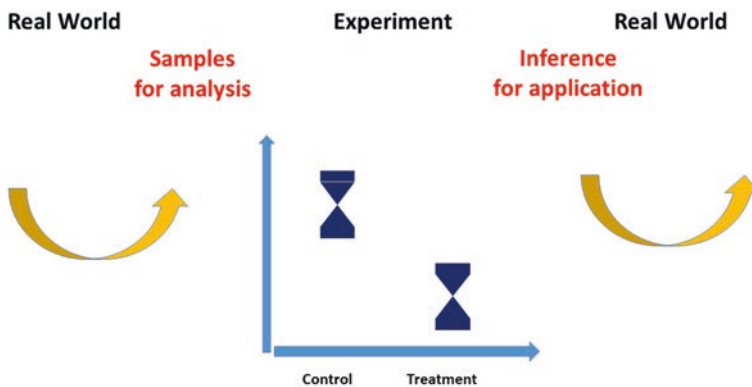 Real World
Experiment
Real World
Samples
for analysis
Inference
for application
Control
Treatment